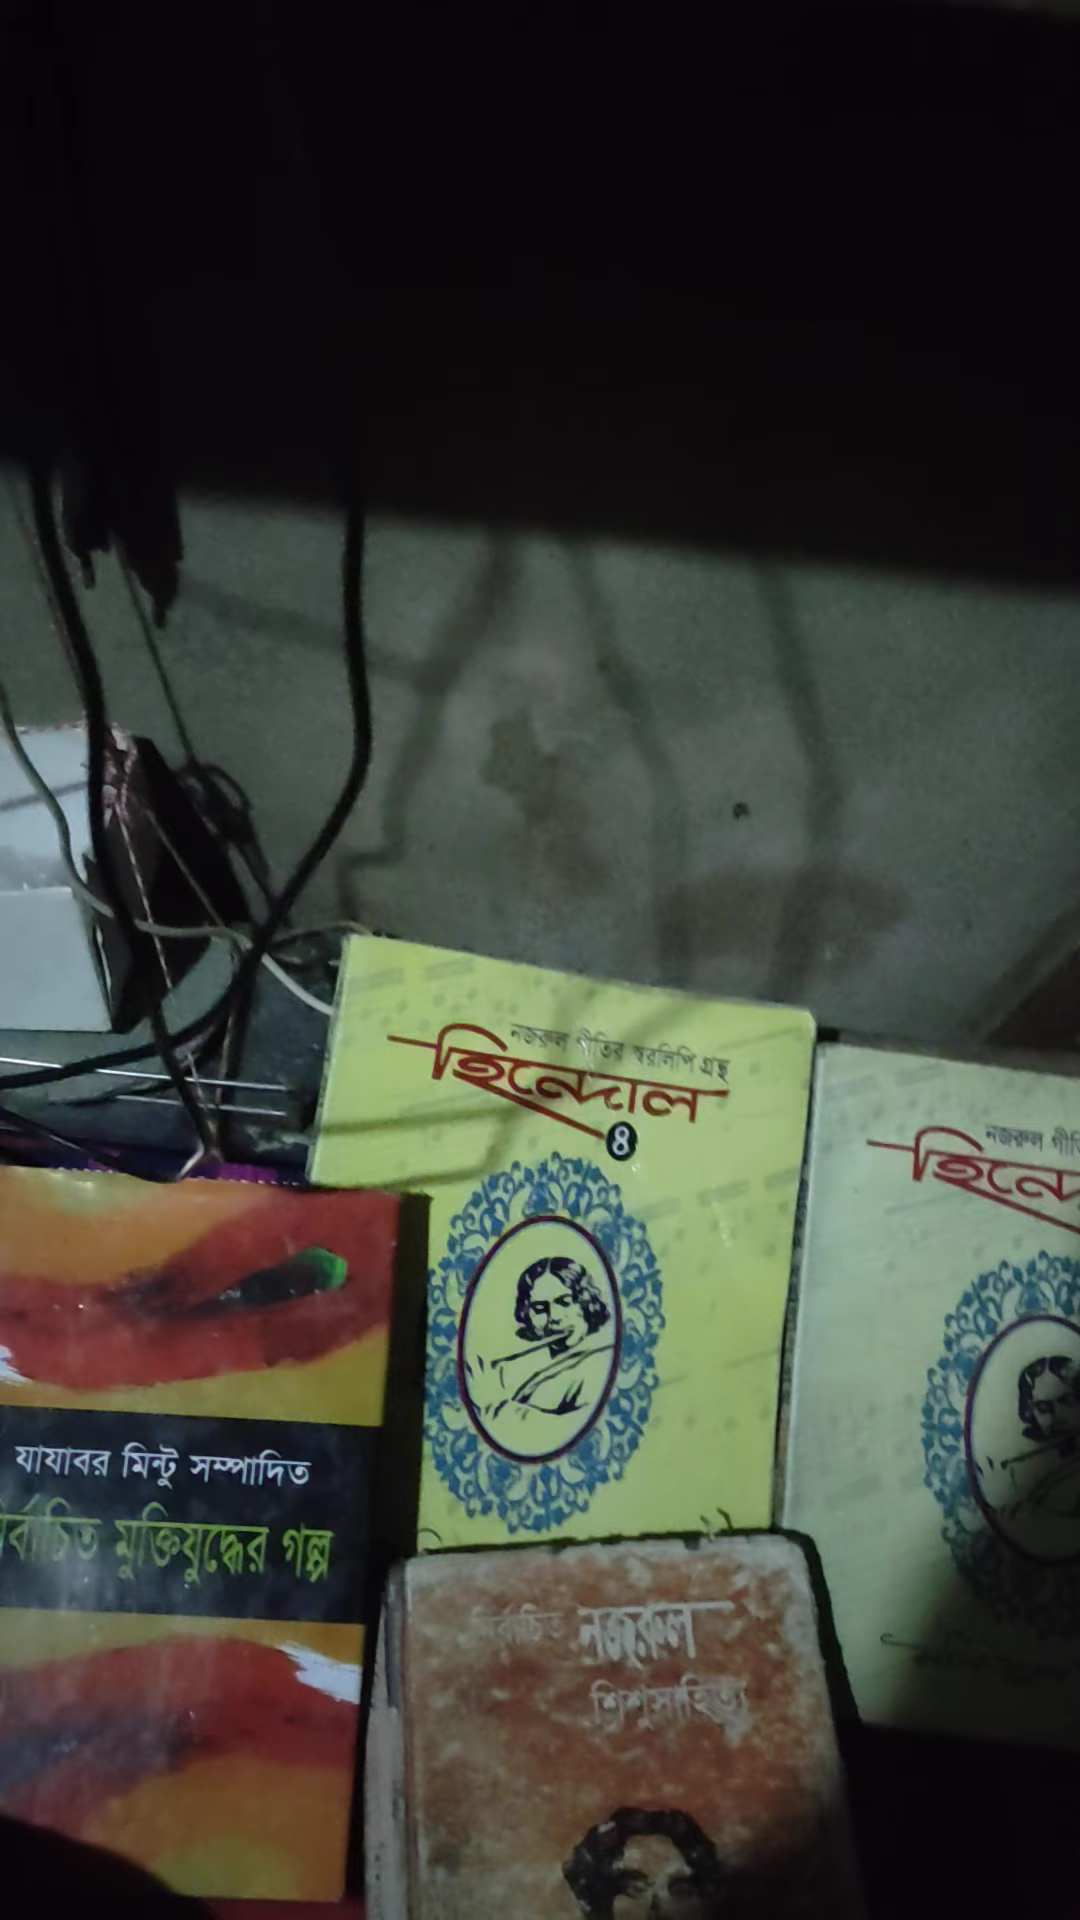 নজরুল গীতির স্বরলিপি গ্রন্থ
হিন্দোল
৪
নজরুল
হিন্দো
যাযাবর মিন্টু সম্পাদিত
র্বাচিত মুক্তিযুদ্ধের গল্প
নির্বাচিত নজরুল
শিশুসাহিত্য